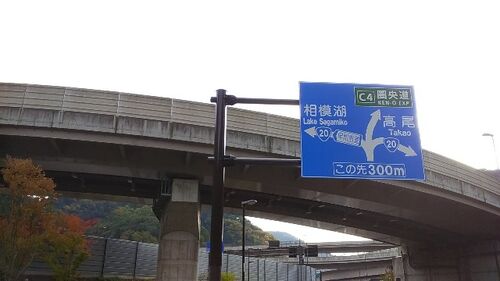 C4 圏央道
KEN-O EXP
相模湖
Lake Sagamiko
高尾
Takao
20
20
この先300m